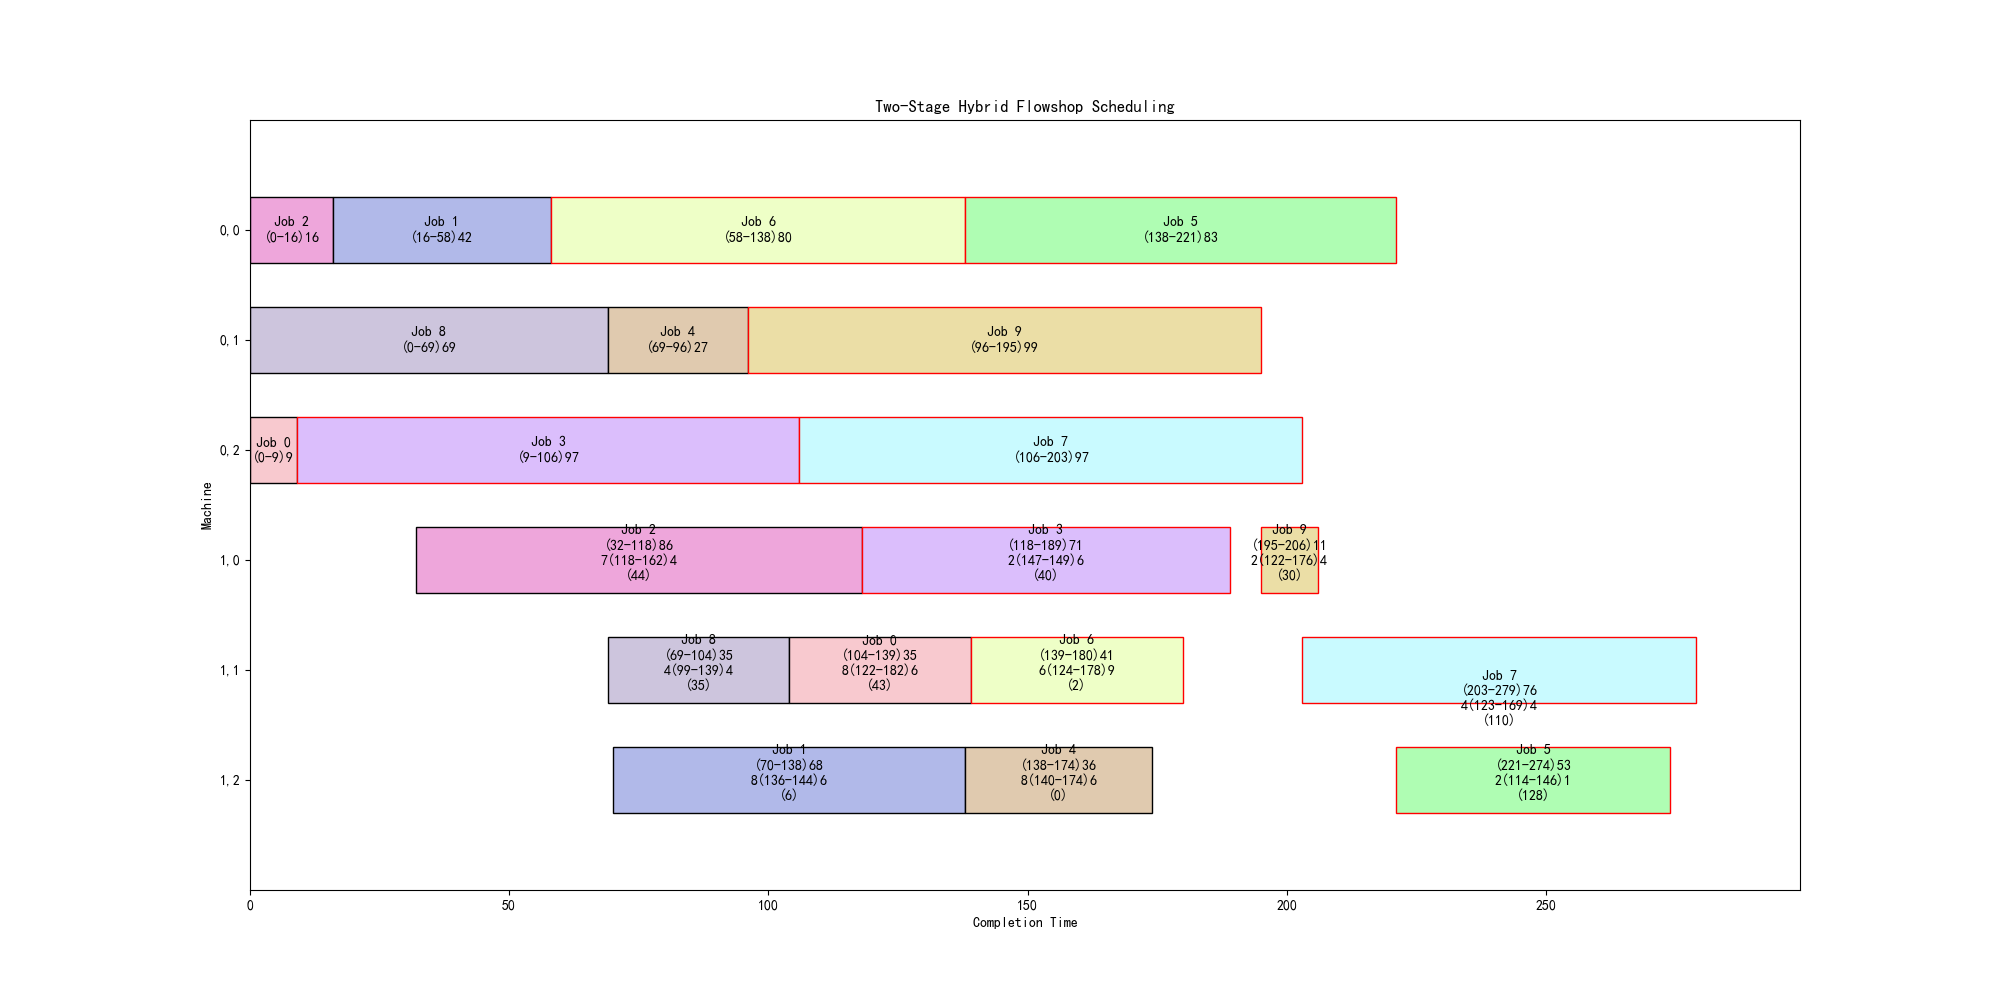 Two-Stage Hybrid Flowshop Scheduling
Machine
0,0
Job 2
(0-16)16
Job 1
(16-58)42
Job 6
(58-138)80
Job 5
(138-221)83
0,1
Job 8
(0-69)69
Job 4
(69-96)27
Job 9
(96-195)99
0,2
Job 0
(0-9)9
Job 3
(9-106)97
Job 7
(106-203)97
1,0
Job 2
(32-118)86
7(118-162)4
(44)
Job 3
(118-189)71
2(147-149)6
(40)
Job 9
(195-206)11
2(122-176)4
(30)
1,1
Job 8
(69-104)35
4(99-139)4
(35)
Job 0
(104-139)35
8(122-182)6
(43)
Job 6
(139-180)41
6(124-178)9
(2)
Job 7
(203-279)76
4(123-169)4
(110)
1,2
Job 1
(70-138)68
8(136-144)6
(6)
Job 4
(138-174)36
8(140-174)6
(0)
Job 5
(221-274)53
2(114-146)1
(128)
0
50
100
150
200
250
Completion Time